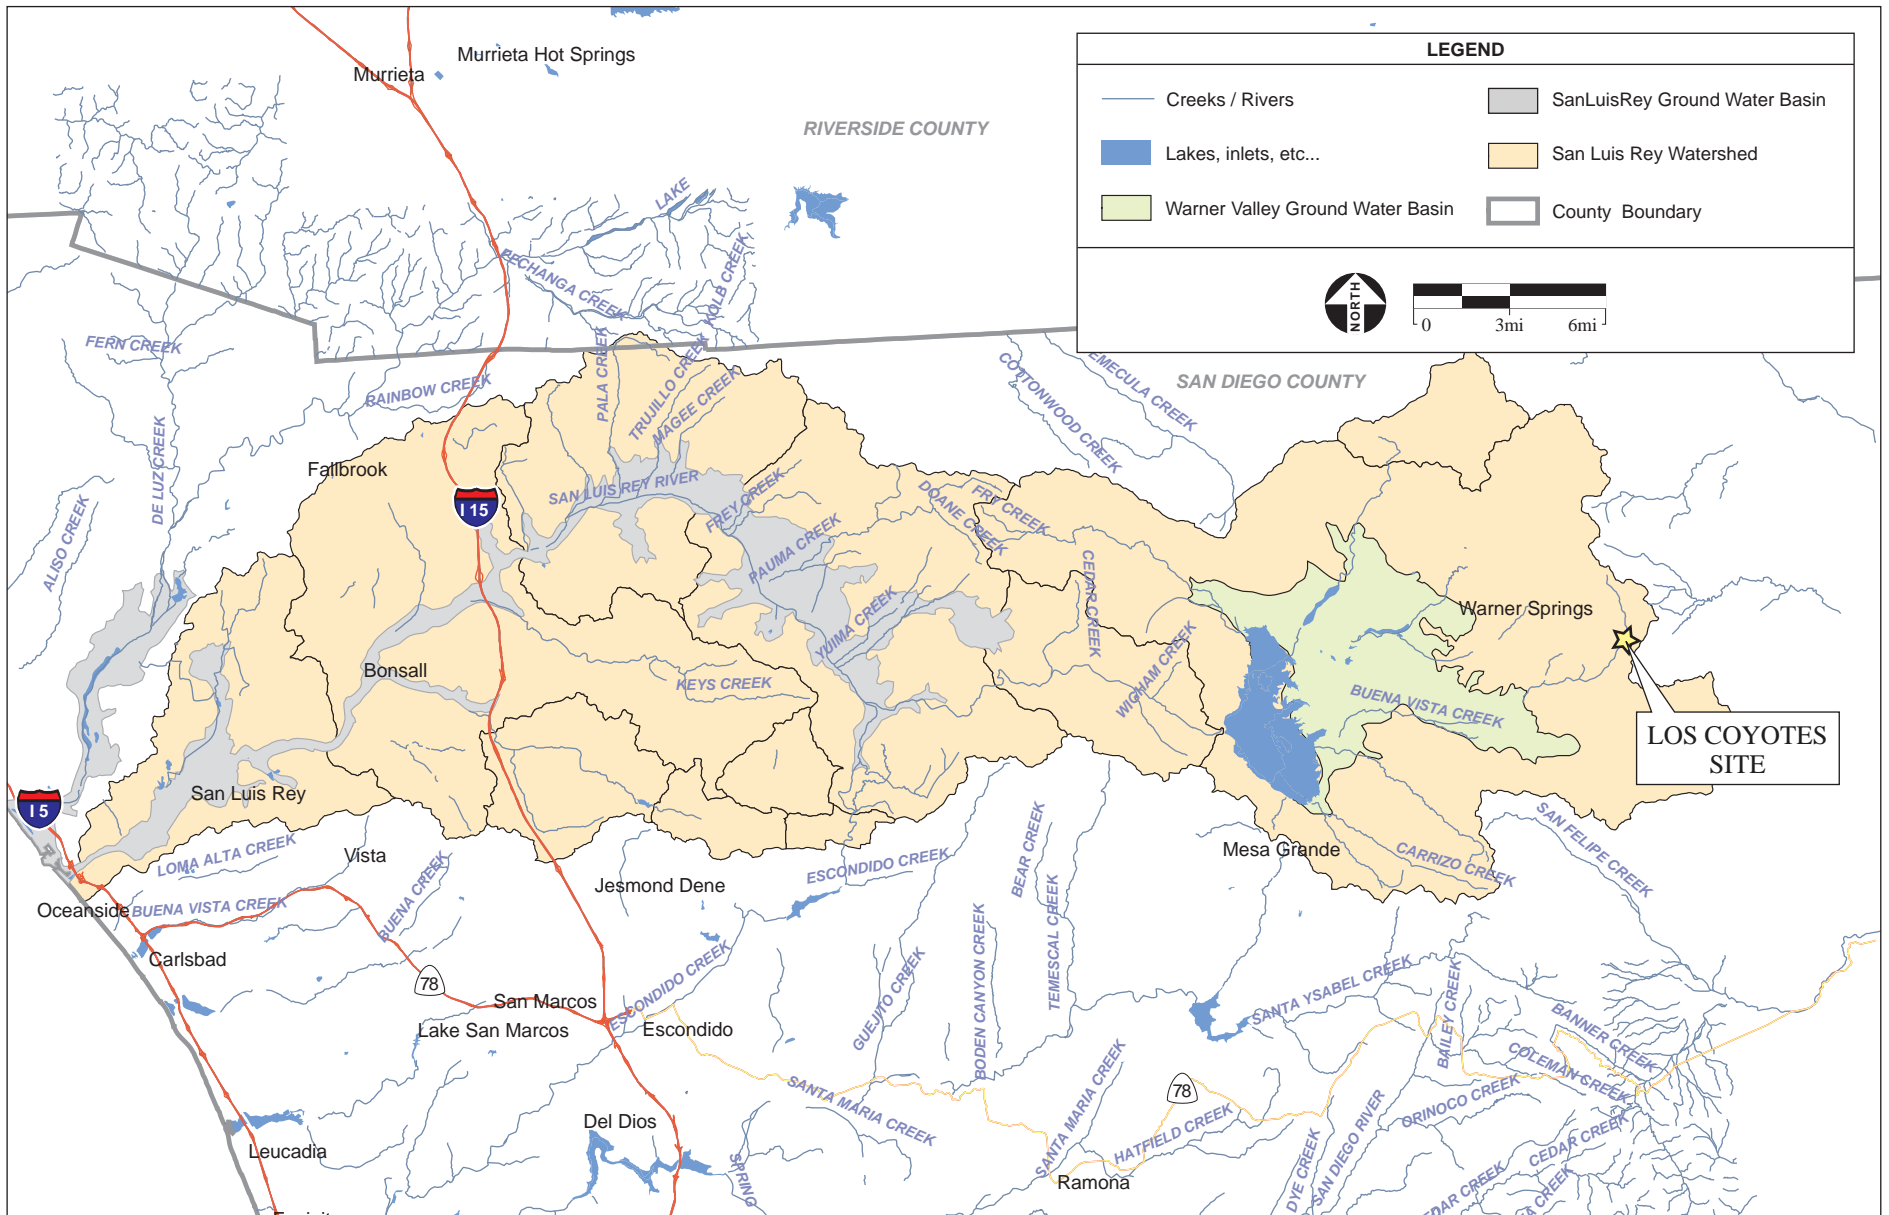 Murrieta Hot Springs
Murrieta
RIVERSIDE COUNTY
LEGEND
Creeks / Rivers
SanLuisRey Ground Water Basin
Lakes, inlets, etc...
San Luis Rey Watershed
Warner Valley Ground Water Basin
County Boundary
NORTH
0 3mi 6mi
LAKE
PECHANGA CREEK
KOLB CREEK
FERN CREEK
RAINBOW CREEK
PALA CREEK
TRUJILLO CREEK
MAGEE CREEK
COTTONWOOD CREEK
EMECULA CREEK
SAN DIEGO COUNTY
DE LUZ CREEK
Fallbrook
ALISO CREEK
I 15
SAN LUIS REY RIVER
FREY CREEK
PAUMA CREEK
DOANE CREEK
FRY CREEK
CEDAR CREEK
YUIMA CREEK
Warner Springs
WIGHAM CREEK
Bonsall
KEYS CREEK
BUENA VISTA CREEK
LOS COYOTES
SITE
San Luis Rey
I 5
LOMA ALTA CREEK
Vista
BUENA CREEK
Jesmond Dene
ESCONDIDO CREEK
BEAR CREEK
TEMESCAL CREEK
Mesa Grande
CARRIZO CREEK
SAN FELIPE CREEK
Oceanside
BUENA VISTA CREEK
Carlsbad
78
San Marcos
Lake San Marcos
ESCONDIDO CREEK
Escondido
GUEJITO CREEK
BODEN CANYON CREEK
SANTA YSABEL CREEK
BAILEY CREEK
BANNER CREEK
COLEMAN CREEK
SANTA MARIA CREEK
SANTA MARIA CREEK
78
HATFIELD CREEK
ORINOCO CREEK
CEDAR CREEK
Del Dios
Leucadia
SPRING
Ramona
DYE CREEK
SAN DIEGO RIVER
EDAR CREEK
CREEK